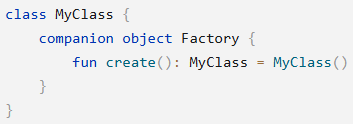 class MyClass {
    companion object Factory {
        fun create(): MyClass = MyClass()
    }
}